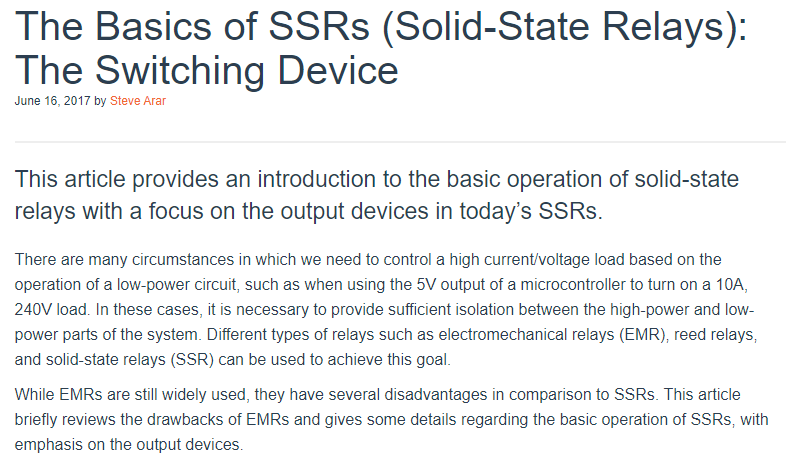 The Basics of SSRs (Solid-State Relays):
The Switching Device
June 16, 2017 by Steve Arar
This article provides an introduction to the basic operation of solid-state
relays with a focus on the output devices in today’s SSRs.
There are many circumstances in which we need to control a high current/voltage load based on the
operation of a low-power circuit, such as when using the 5V output of a microcontroller to turn on a 10A,
240V load. In these cases, it is necessary to provide sufficient isolation between the high-power and low-
power parts of the system. Different types of relays such as electromechanical relays (EMR), reed relays,
and solid-state relays (SSR) can be used to achieve this goal.
While EMRs are still widely used, they have several disadvantages in comparison to SSRs. This article
briefly reviews the drawbacks of EMRs and gives some details regarding the basic operation of SSRs, with
emphasis on the output devices.